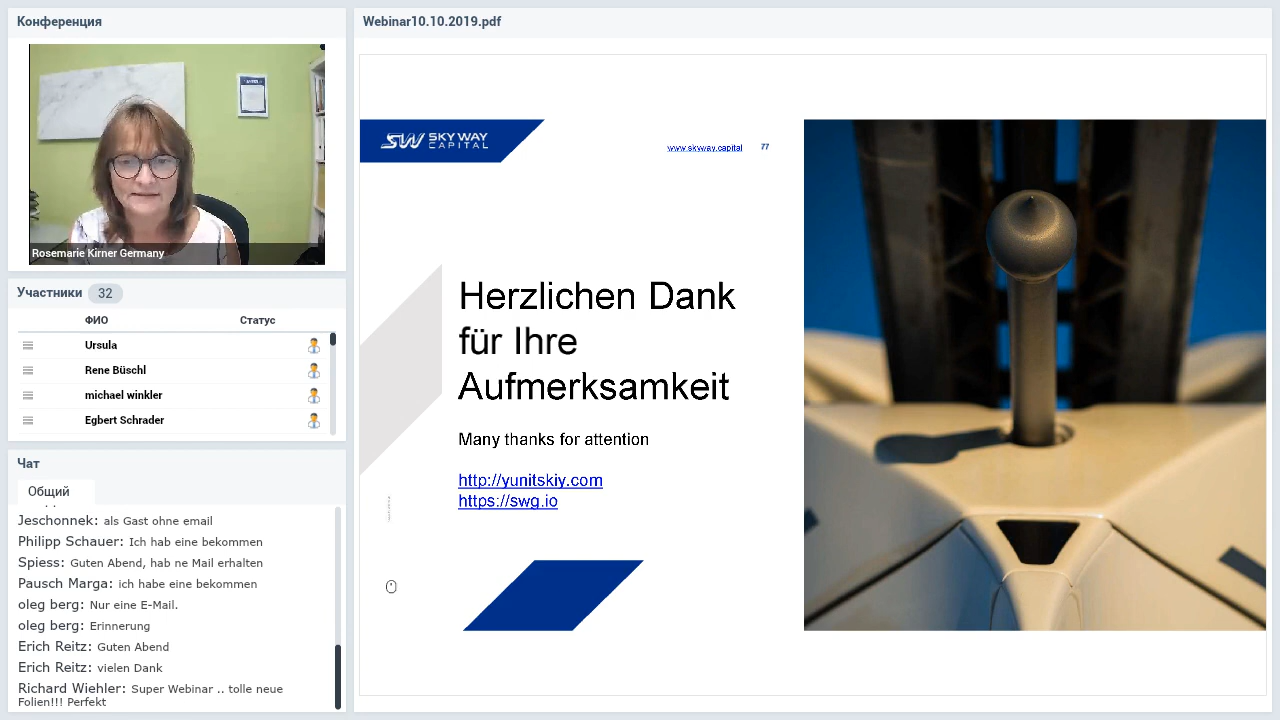 Конференция
Rosemarie Kirner Germany
Участники 32
ФИО Статус
Ursula
Rene Büschl
michael winkler
Egbert Schrader
Чат
Общий
Jeschonnek: als Gast ohne email
Philipp Schauer: Ich hab eine bekommen
Spiess: Guten Abend, hab ne Mail erhalten
Pausch Marga: ich habe eine bekommen
oleg berg: Nur eine E-Mail.
oleg berg: Erinnerung
Erich Reitz: Guten Abend
Erich Reitz: vielen Dank
Richard Wiehler: Super Webinar .. tolle neue
Folien!!! Perfekt
Webinar10.10.2019.pdf
SW SKY WAY
CAPITAL
www.skyway.capital 77
Herzlichen Dank
für Ihre
Aufmerksamkeit
Many thanks for attention
http://yunitskiy.com
https://swg.io